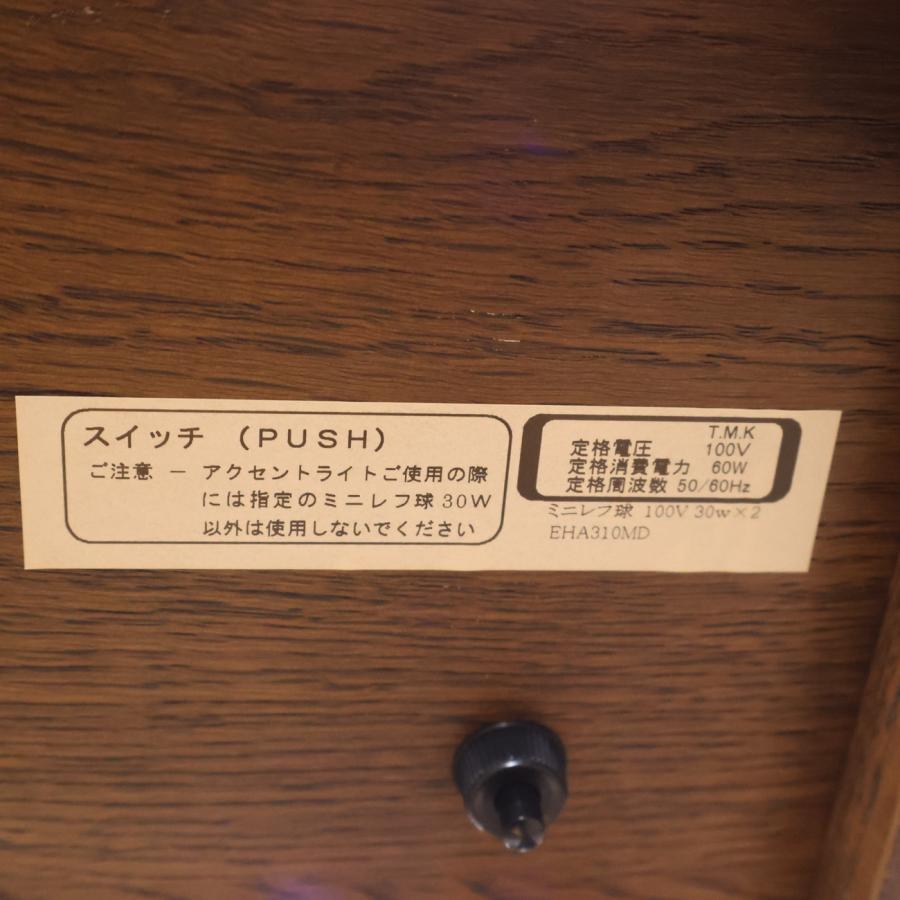 スイッチ （PUSH）
ご注意 － アクセントライトご使用の際
には指定のミニレフ球30W
以外は使用しないでください
T.M.K
定格電圧 100V
定格消費電力 60W
定格周波数 50/60Hz
ミニレフ球 100V 30w×2
EHA310MD